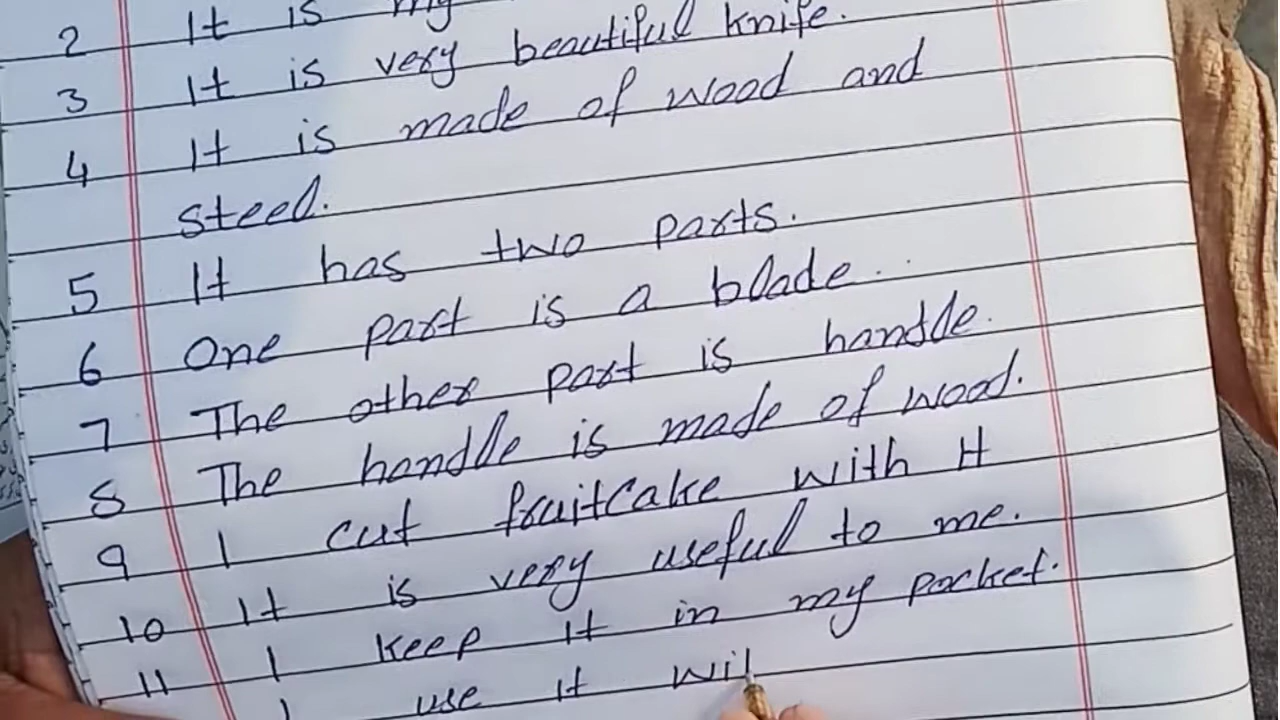 2 It is my
3 It is very beautiful knife.
4 It is made of wood and
steel.
5 It has two parts.
6 One part is a blade.
7 The other part is handle.
8 The handle is made of wood.
9 I cut fruitcake with it
10 It is very useful to me.
11 I keep it in my pocket.
I use it wil